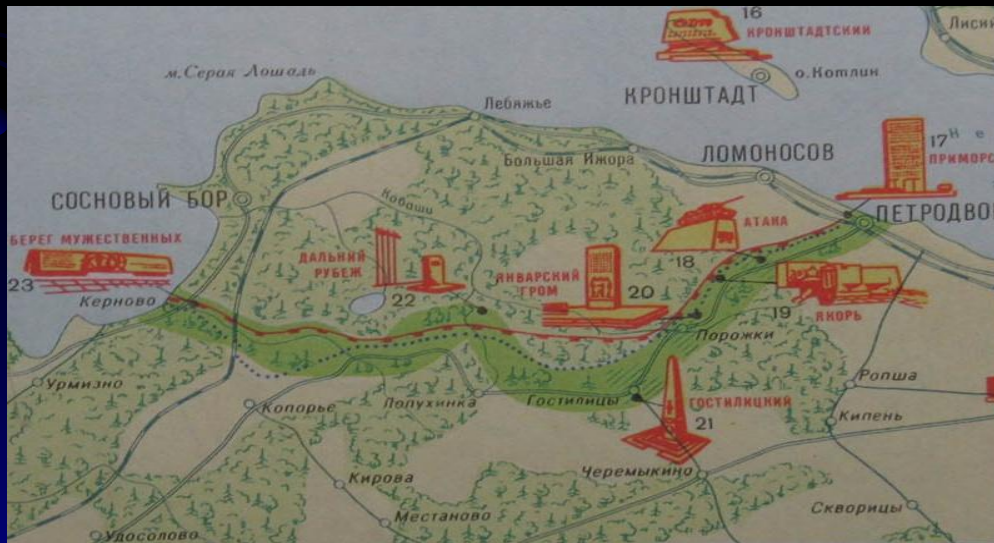 16
КРОНШТАДТСКИЙ
Лисий
м. Серая Лошадь
о. Котлин
КРОНШТАДТ
Лебяжье
17
Не
ПРИМОРС
Большая Ижора
ЛОМОНОСОВ
СОСНОВЫЙ БОР
Коваши
ПЕТРОДВО
АТАКА
18
БЕРЕГ МУЖЕСТВЕННЫХ
23
ДАЛЬНИЙ
РУБЕЖ
22
ЯНВАРСКИЙ
ГРОМ
20
Керново
19
ЯКОРЬ
Порожки
Урмизно
Ропша
Копорье
Лопухинка
Гостилицы
ГОСТИЛИЦКИЙ
21
Кипень
Черемыкино
Кирова
Скворицы
Местаново
Удосолово